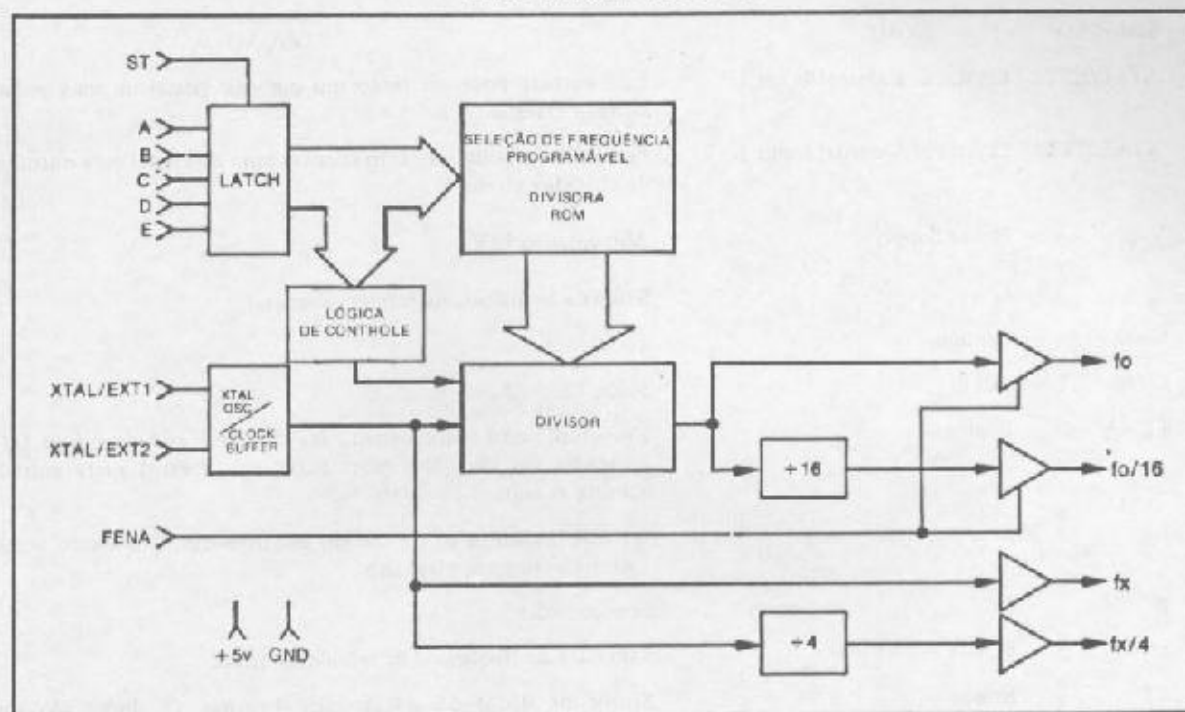 ST
A
B
C
D
E
LATCH
SELEÇÃO DE FREQÜÊNCIA
PROGRAMÁVEL
DIVISORA
ROM
LÓGICA
DE CONTROLE
XTAL/EXT1
XTAL/EXT2
XTAL
OSC
CLOCK
BUFFER
DIVISOR
fo
÷16
fo/16
FENA
fx
÷4
fx/4
+5v
GND